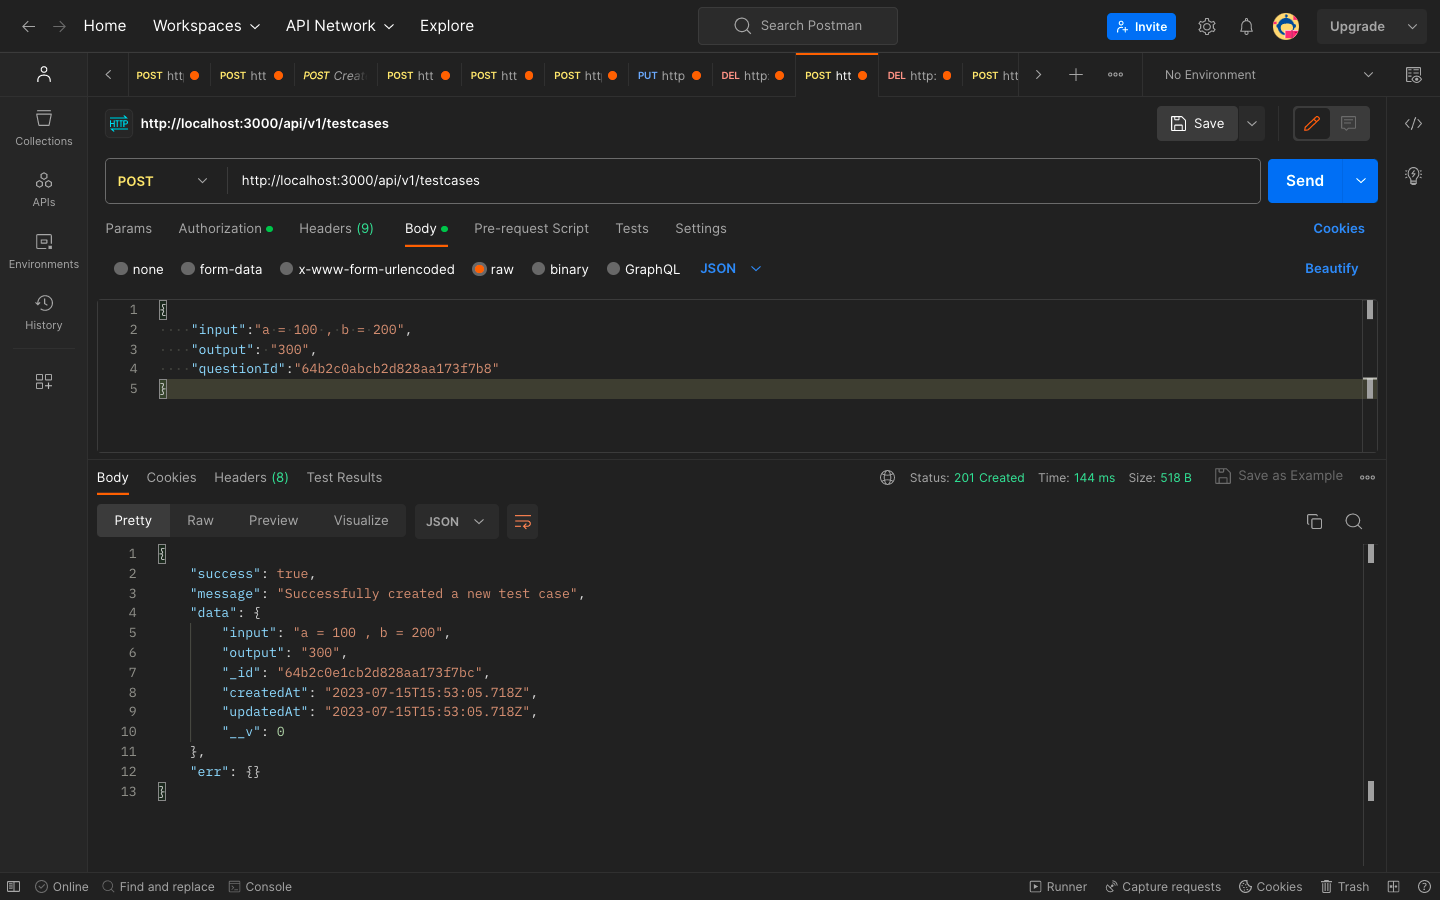 Home Workspaces API Network Explore Search Postman Invite Upgrade
POST htt POST htt POST Creat POST htt POST htt POST htt PUT http DEL http: POST htt DEL http: POST htt No Environment
HTTP http://localhost:3000/api/v1/testcases Save
Collections
APIs
Environments
History
POST http://localhost:3000/api/v1/testcases Send
Params Authorization Headers (9) Body Pre-request Script Tests Settings Cookies
none form-data x-www-form-urlencoded raw binary GraphQL JSON Beautify
1 {
2 "input":"a = 100 , b = 200",
3 "output": "300",
4 "questionId":"64b2c0abcb2d828aa173f7b8"
5 }
Body Cookies Headers (8) Test Results Status: 201 Created Time: 144 ms Size: 518 B Save as Example
Pretty Raw Preview Visualize JSON
1 {
2 "success": true,
3 "message": "Successfully created a new test case",
4 "data": {
5 "input": "a = 100 , b = 200",
6 "output": "300",
7 "_id": "64b2c0e1cb2d828aa173f7bc",
8 "createdAt": "2023-07-15T15:53:05.718Z",
9 "updatedAt": "2023-07-15T15:53:05.718Z",
10 "__v": 0
11 },
12 "err": {}
13 }
Online Find and replace Console Runner Capture requests Cookies Trash